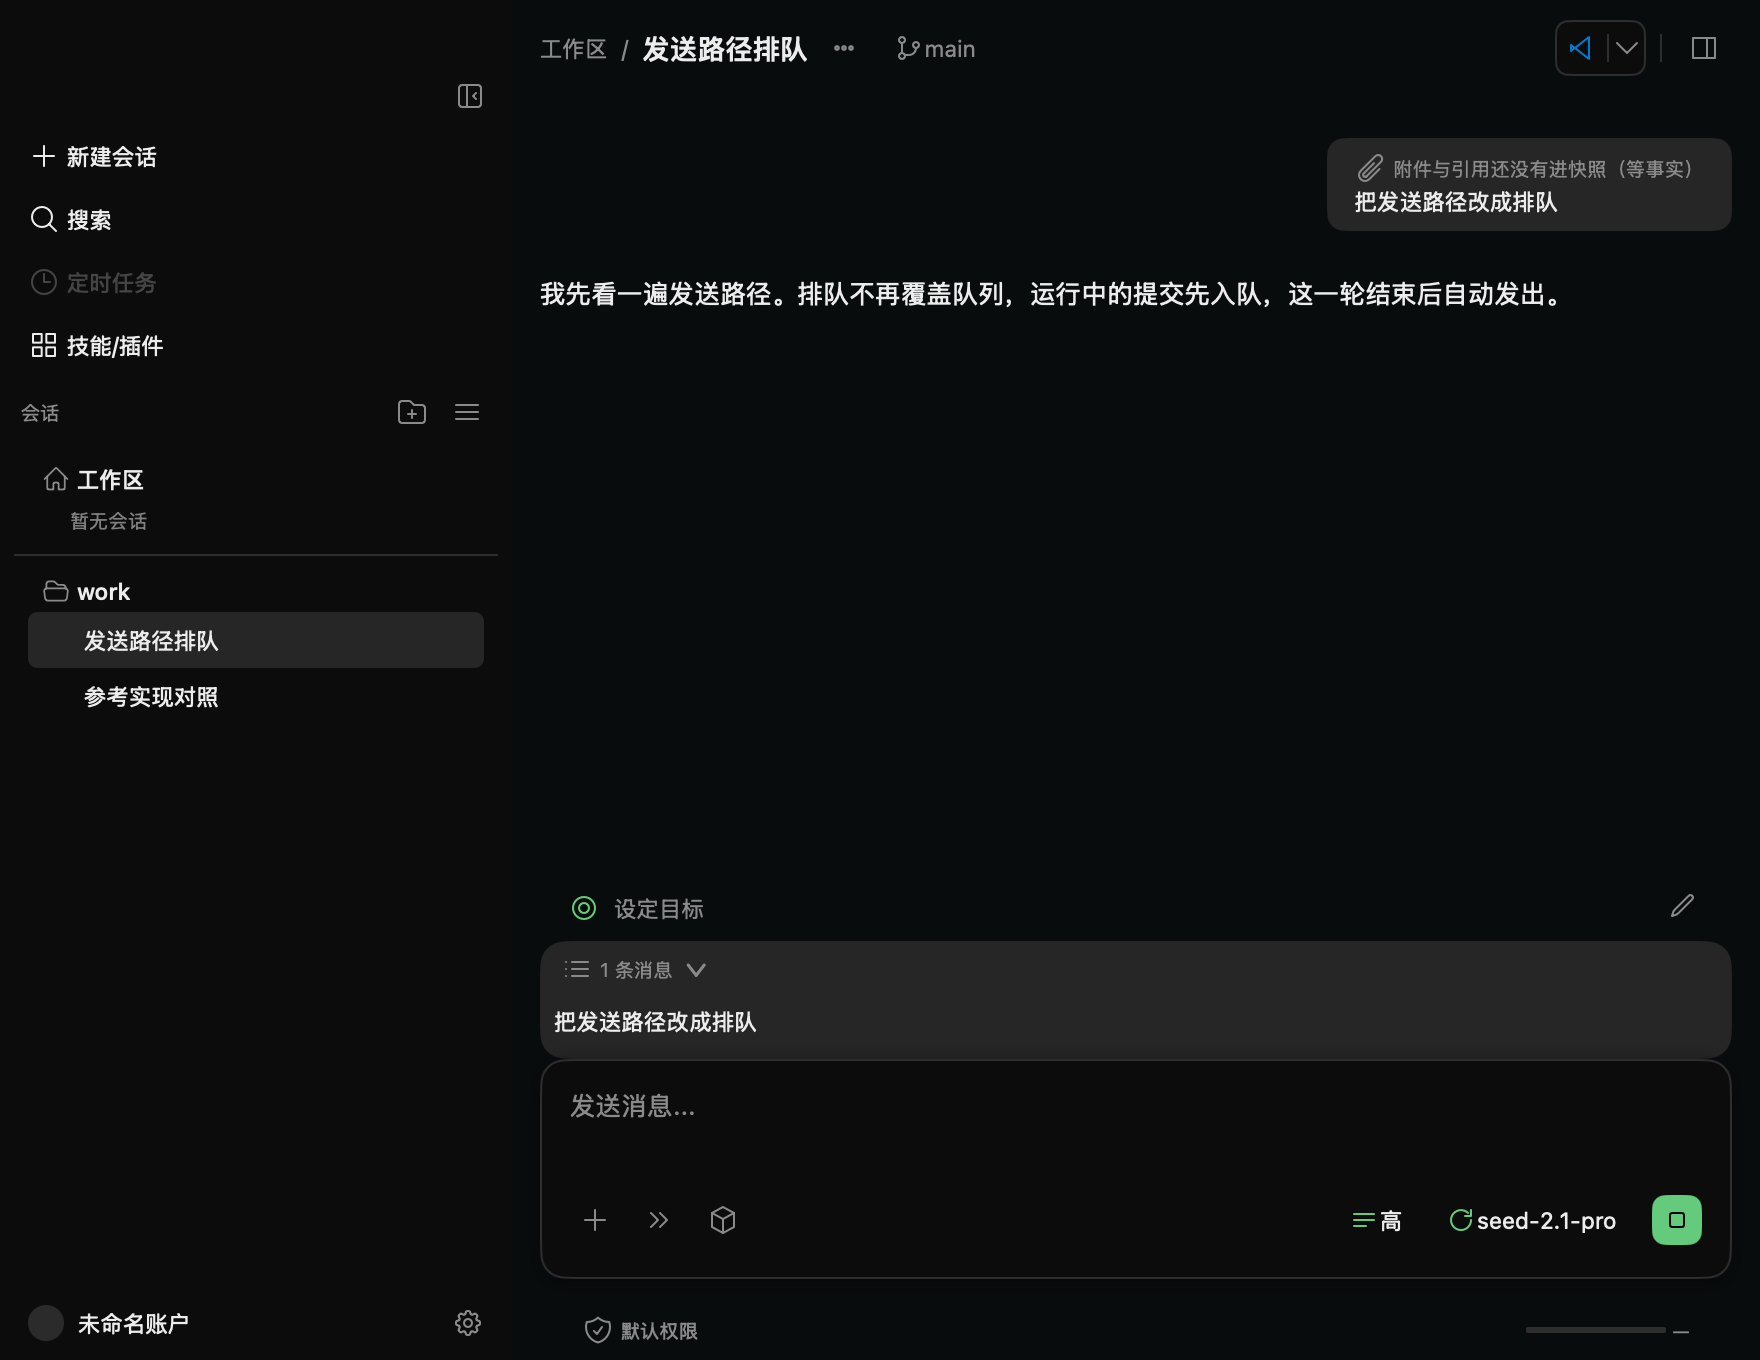 工作区 / 发送路径排队 ••• main
新建会话
搜索
定时任务
技能/插件
会话
工作区
暂无会话
work
发送路径排队
参考实现对照
未命名账户
附件与引用还没有进快照（等事实）
把发送路径改成排队
我先看一遍发送路径。排队不再覆盖队列，运行中的提交先入队，这一轮结束后自动发出。
设定目标
1 条消息
把发送路径改成排队
发送消息...
高 seed-2.1-pro
默认权限